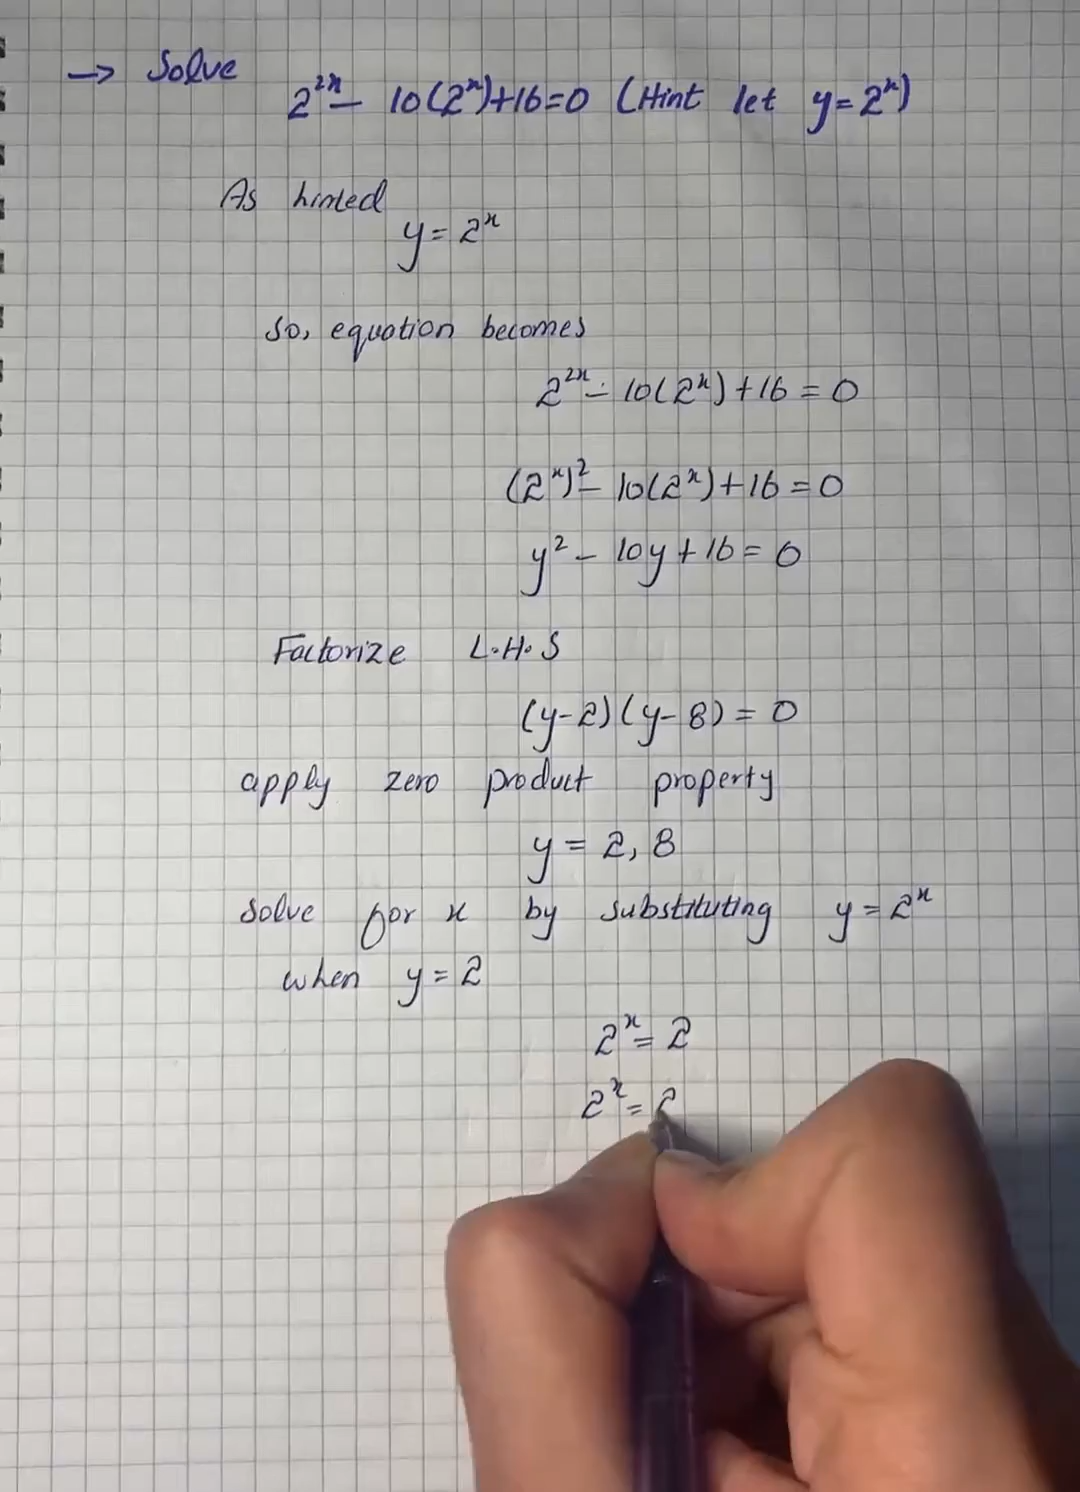 → Solve
2^{2x} - 10(2^x)+16=0 (Hint let y=2^x)
As hinted
y = 2^x
So, equation becomes
2^{2x} - 10(2^x)+16 = 0
(2^x)^2 - 10(2^x)+16 = 0
y^2 - 10y+16 = 0
Factorize L.H.S
(y-2)(y-8) = 0
apply zero product property
y = 2, 8
Solve for x by substituting y = 2^x
when y = 2
2^x = 2
2^x = 2